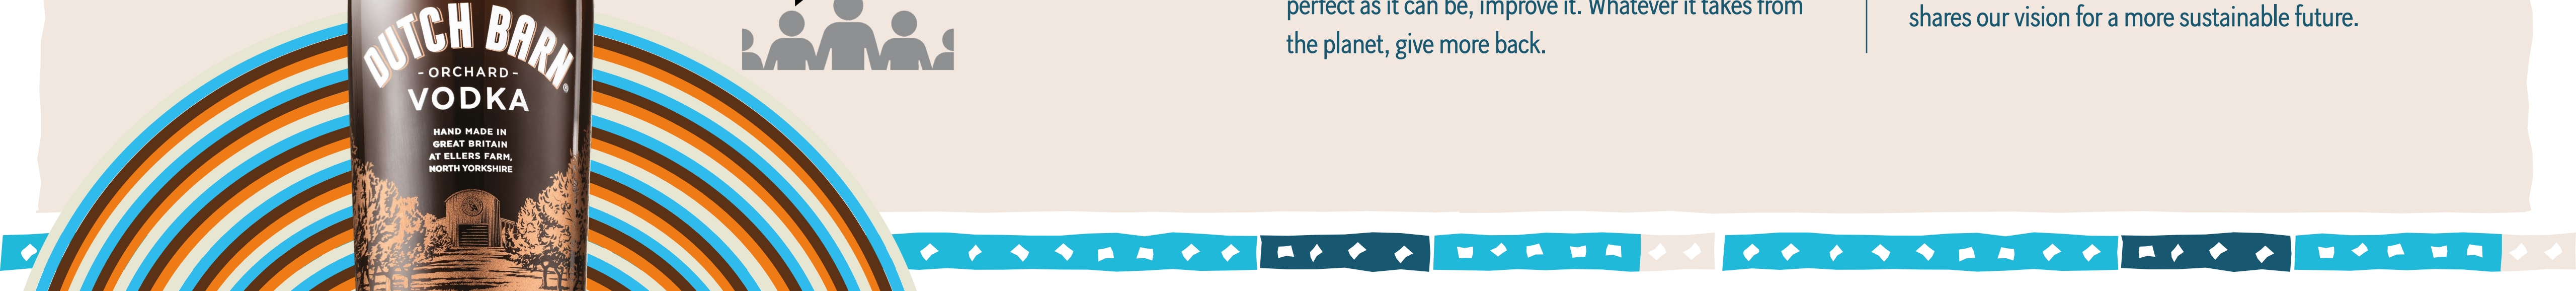 DUTCH BARN®
- ORCHARD -
VODKA
HAND MADE IN
GREAT BRITAIN
AT ELLERS FARM,
NORTH YORKSHIRE
perfect as it can be, improve it. Whatever it takes from
the planet, give more back.
shares our vision for a more sustainable future.